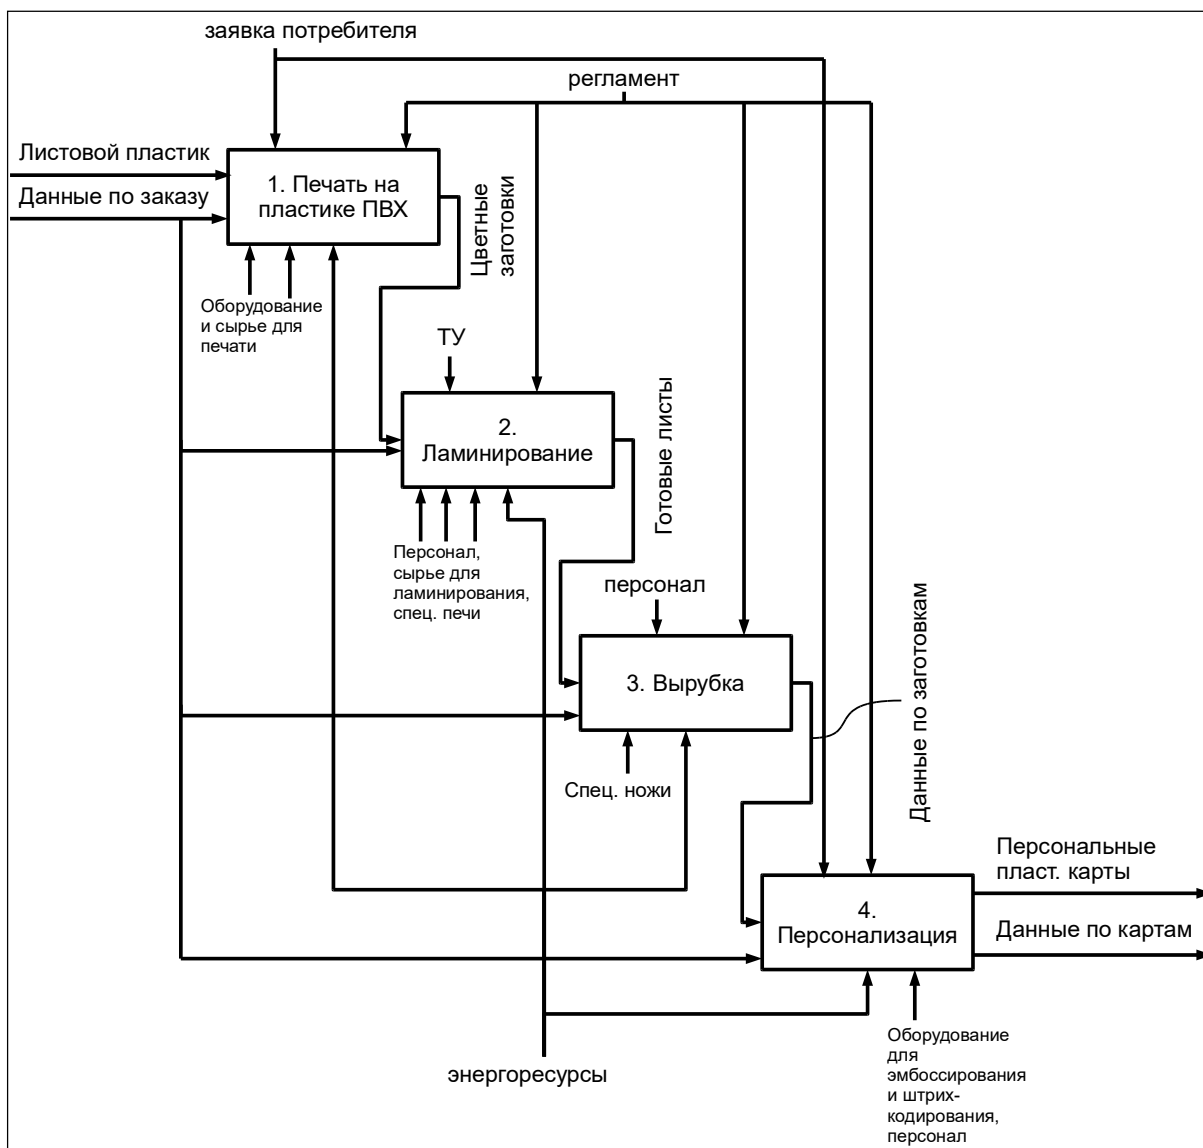 заявка потребителя
регламент
Листовой пластик
Данные по заказу
1. Печать на
пластике ПВХ
Цветные
заготовки
Оборудование
и сырье для
печати
ТУ
2.
Ламинирование
Готовые листы
Персонал,
сырье для
ламинирования,
спец. печи
персонал
3. Вырубка
Данные по заготовкам
Спец. ножи
Персональные
пласт. карты
4.
Персонализация
Данные по картам
энергоресурсы
Оборудование
для
эмбоссирования
и штрих-
кодирования,
персонал